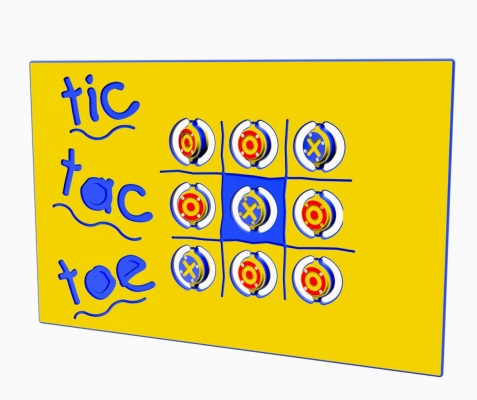 tic
tac
toe
O O X
O X O
X O O